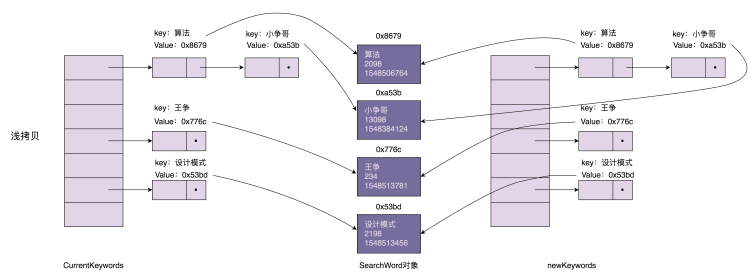 浅拷贝
key：算法
Value：0x8679
key：小争哥
Value：0xa53b
key：王争
Value：0x776c
key：设计模式
Value：0x53bd
CurrentKeywords
0x8679
算法
2098
1548506764
0xa53b
小争哥
13098
1548384124
0x776c
王争
234
1548513781
0x53bd
设计模式
2198
1548513456
SearchWord对象
key：算法
Value：0x8679
key：小争哥
Value：0xa53b
key：王争
Value：0x776c
key：设计模式
Value：0x53bd
newKeywords